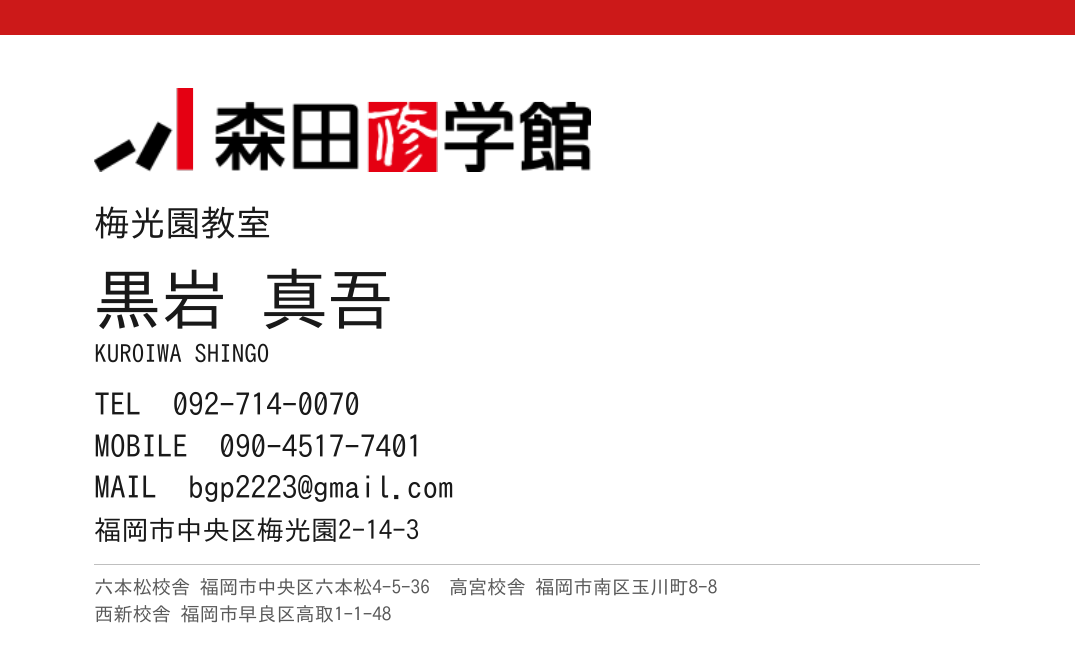 森田修学館
梅光園教室
黒岩 真吾
KUROIWA SHINGO
TEL 092-714-0070
MOBILE 090-4517-7401
MAIL bgp2223@gmail.com
福岡市中央区梅光園2-14-3
六本松校舎 福岡市中央区六本松4-5-36 高宮校舎 福岡市南区玉川町8-8
西新校舎 福岡市早良区高取1-1-48